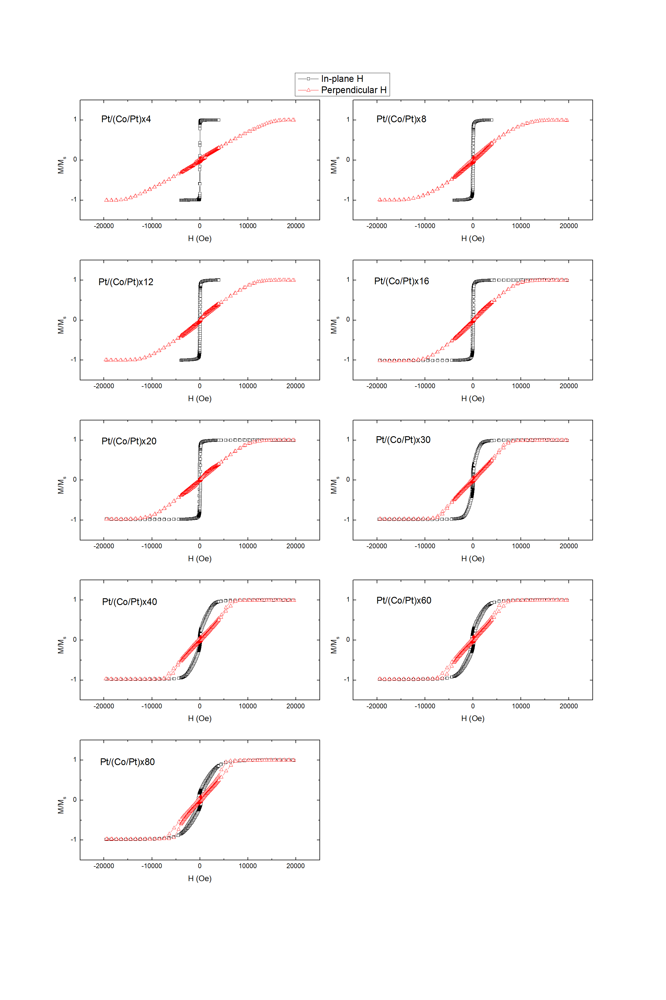 In-plane H
Perpendicular H
Pt/(Co/Pt)x4
1
0
-1
M/Ms
-20000 -10000 0 10000 20000
H (Oe)
Pt/(Co/Pt)x8
1
0
-1
M/Ms
-20000 -10000 0 10000 20000
H (Oe)
Pt/(Co/Pt)x12
1
0
-1
M/Ms
-20000 -10000 0 10000 20000
H (Oe)
Pt/(Co/Pt)x16
1
0
-1
M/Ms
-20000 -10000 0 10000 20000
H (Oe)
Pt/(Co/Pt)x20
1
0
-1
M/Ms
-20000 -10000 0 10000 20000
H (Oe)
Pt/(Co/Pt)x30
1
0
-1
M/Ms
-20000 -10000 0 10000 20000
H (Oe)
Pt/(Co/Pt)x40
1
0
-1
M/Ms
-20000 -10000 0 10000 20000
H (Oe)
Pt/(Co/Pt)x60
1
0
-1
M/Ms
-20000 -10000 0 10000 20000
H (Oe)
Pt/(Co/Pt)x80
1
0
-1
M/Ms
-20000 -10000 0 10000 20000
H (Oe)